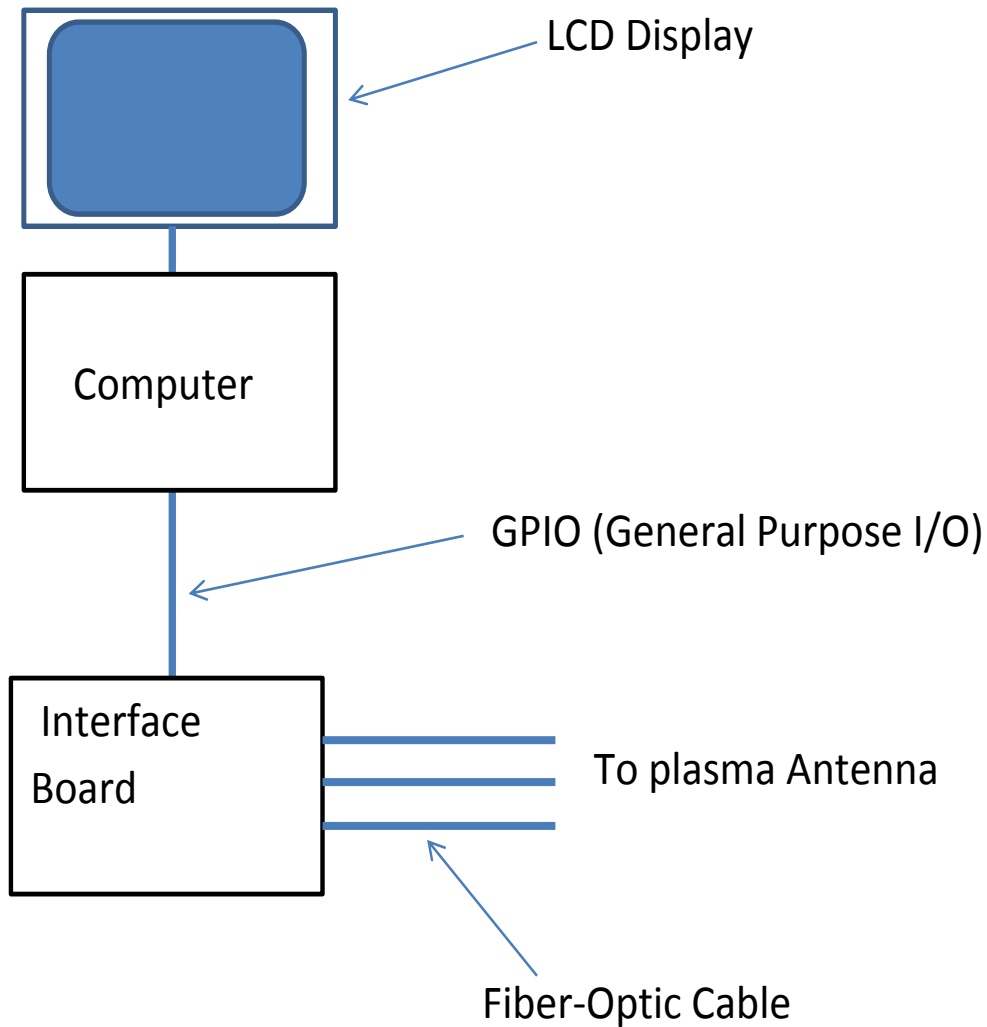 LCD Display
Computer
GPIO (General Purpose I/O)
Interface
Board
To plasma Antenna
Fiber-Optic Cable